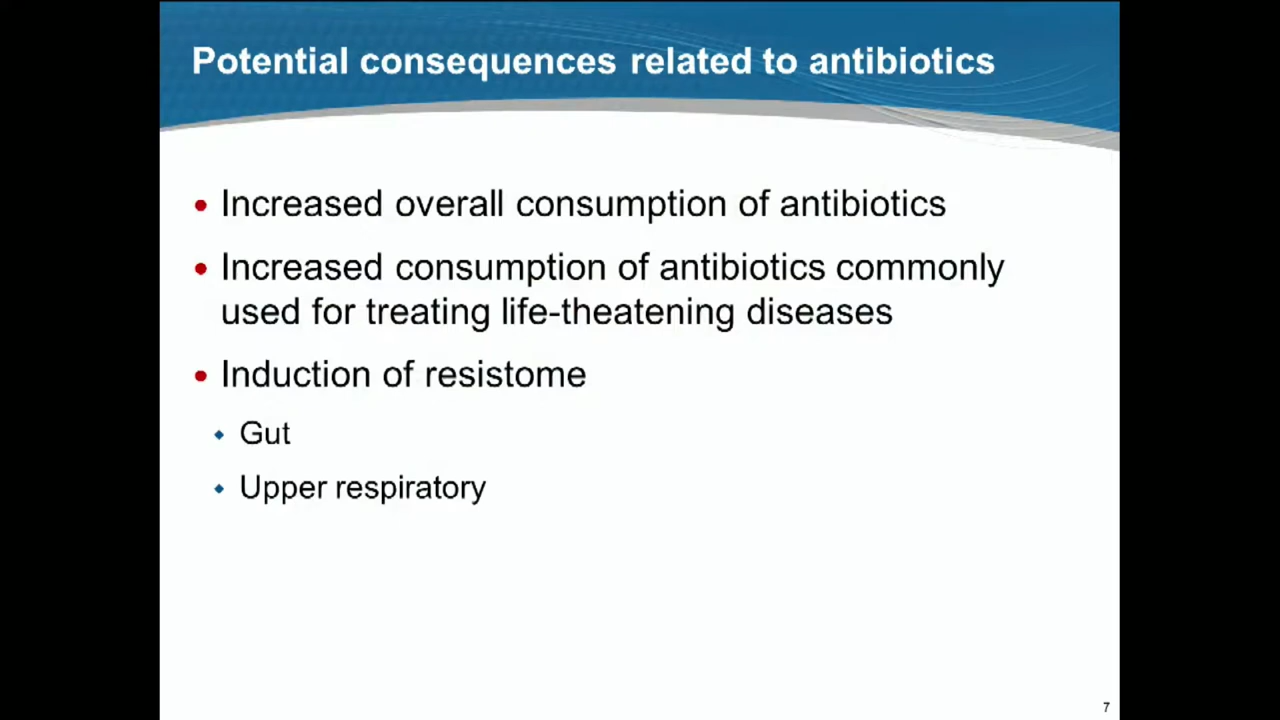 Potential consequences related to antibiotics
• Increased overall consumption of antibiotics
• Increased consumption of antibiotics commonly
used for treating life-theatening diseases
• Induction of resistome
◆ Gut
◆ Upper respiratory
7